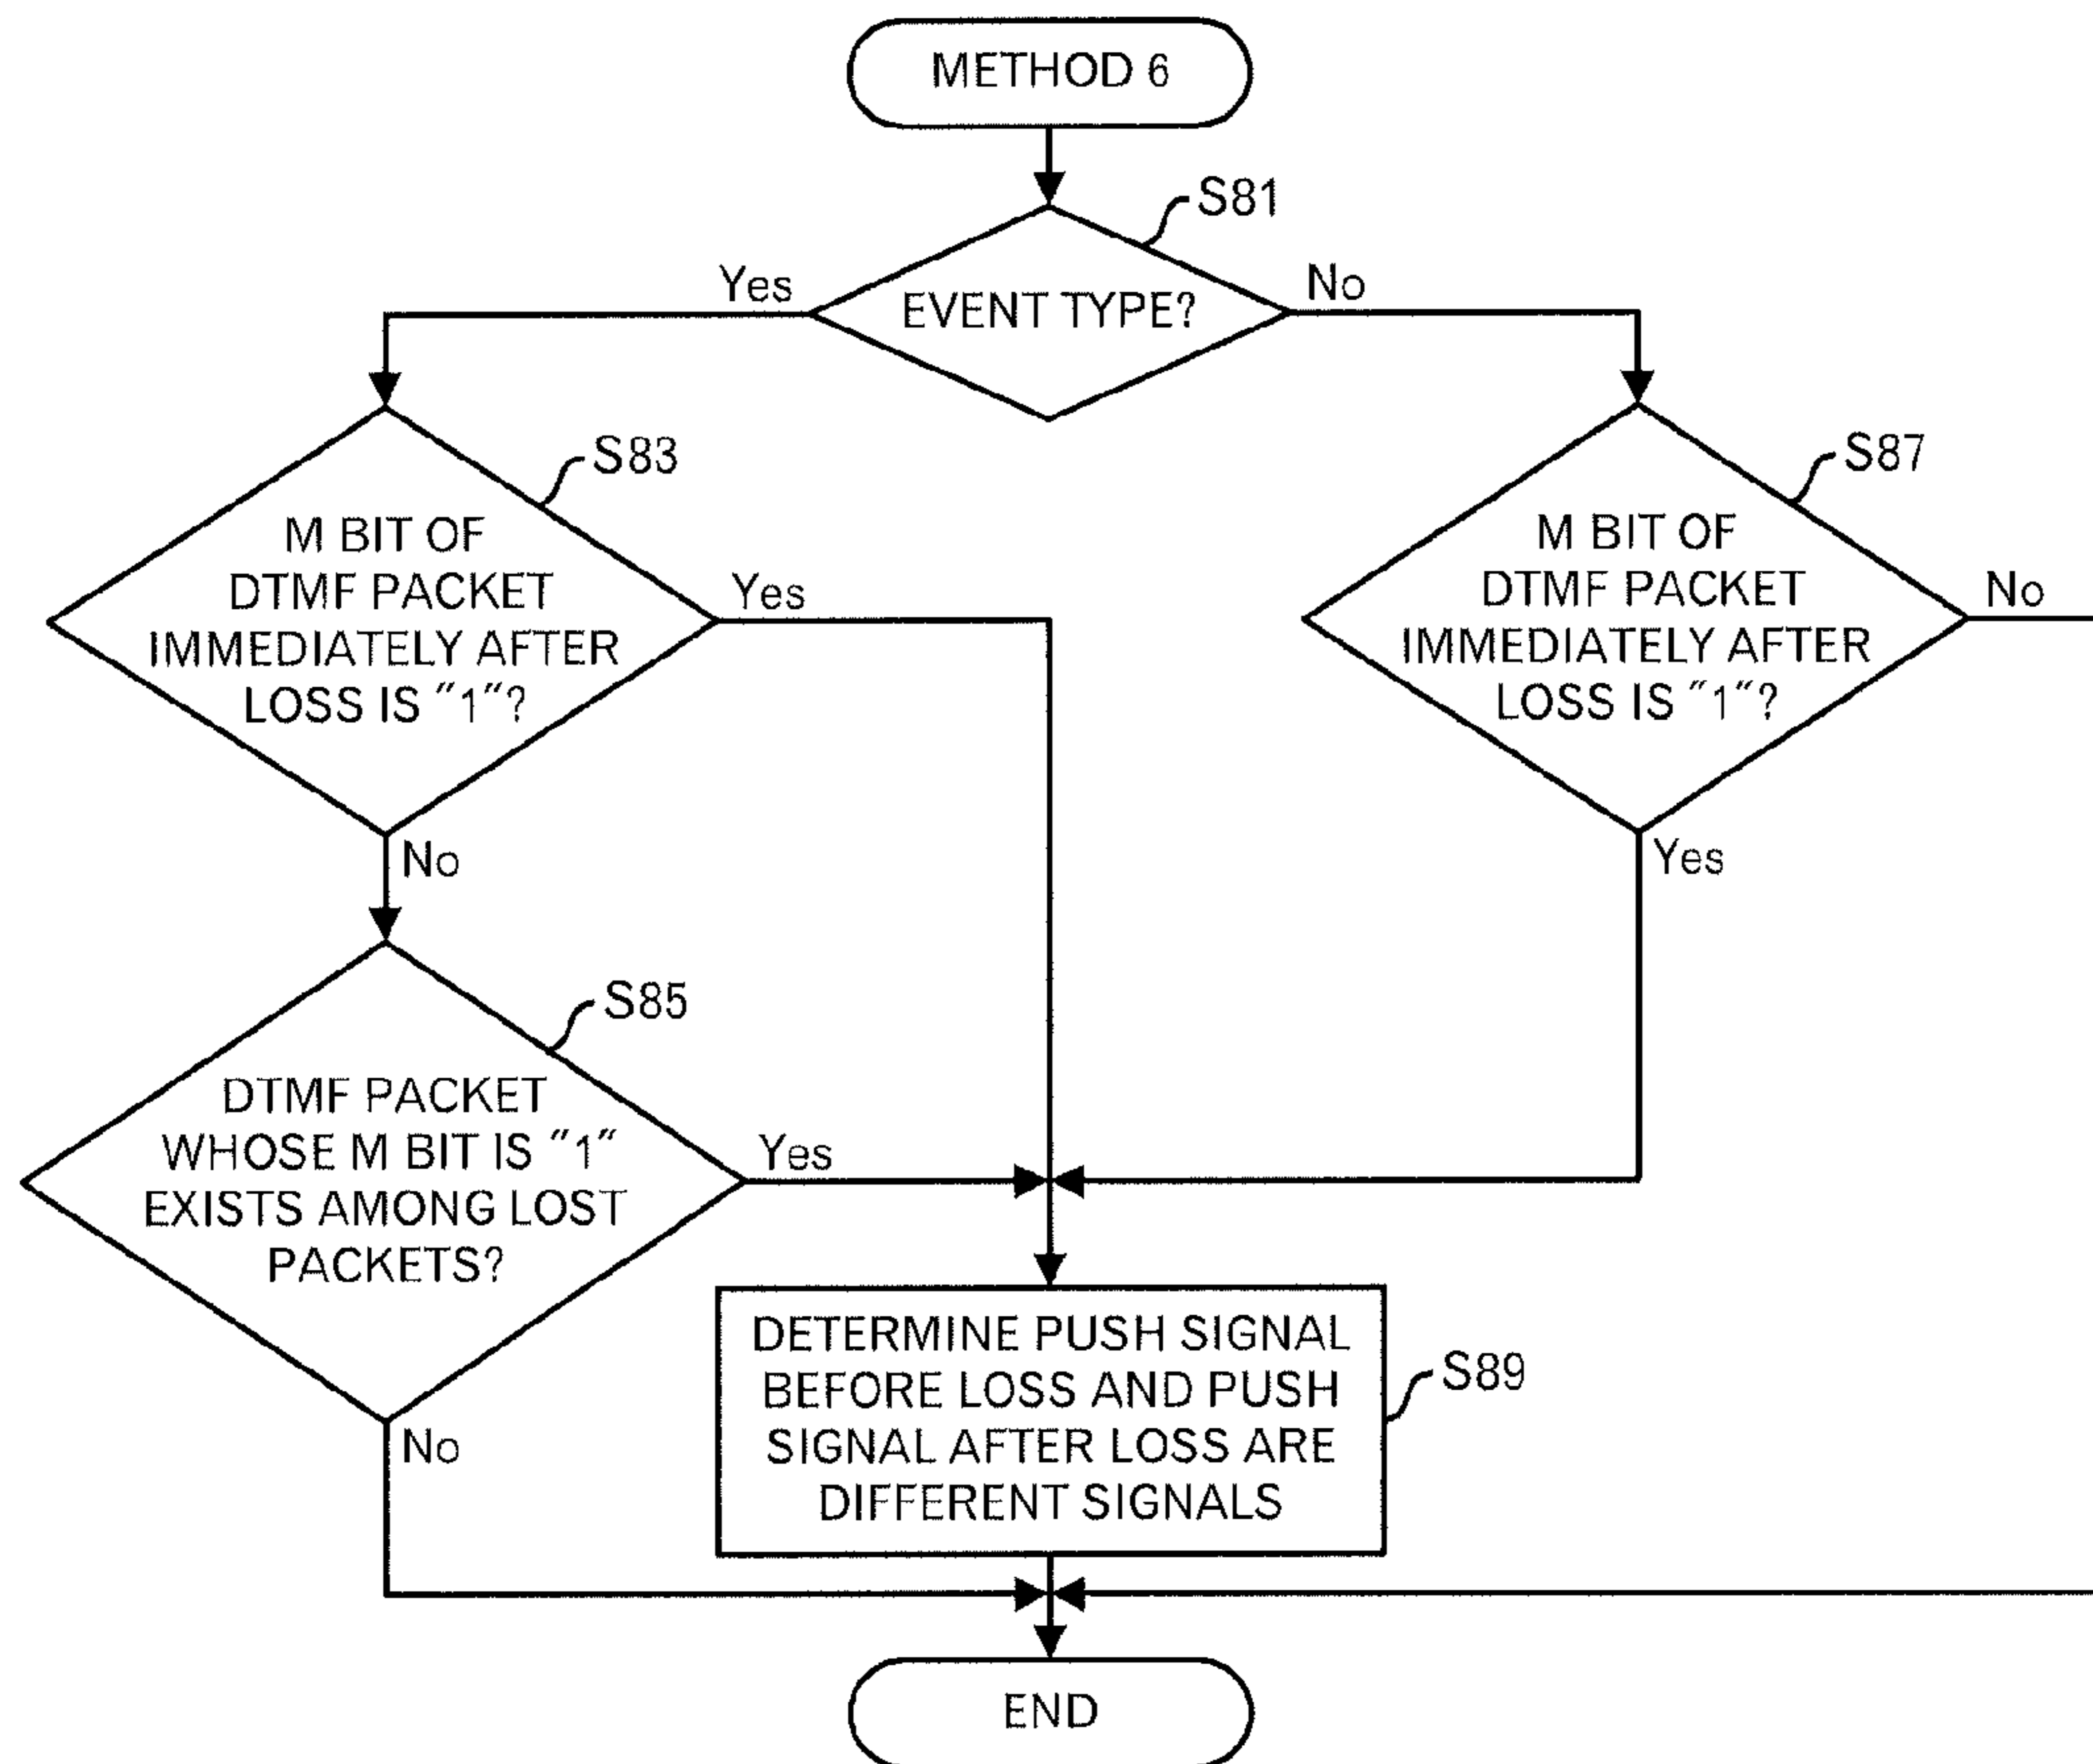 METHOD 6
S81
Yes
EVENT TYPE?
No
S83
M BIT OF
DTMF PACKET
IMMEDIATELY AFTER
LOSS IS "1"?
Yes
No
S87
M BIT OF
DTMF PACKET
IMMEDIATELY AFTER
LOSS IS "1"?
No
Yes
S85
DTMF PACKET
WHOSE M BIT IS "1"
EXISTS AMONG LOST
PACKETS?
Yes
No
DETERMINE PUSH SIGNAL
BEFORE LOSS AND PUSH
SIGNAL AFTER LOSS ARE
DIFFERENT SIGNALS
S89
END